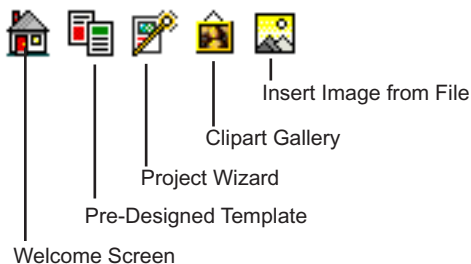 Insert Image from File
Clipart Gallery
Project Wizard
Pre-Designed Template
Welcome Screen